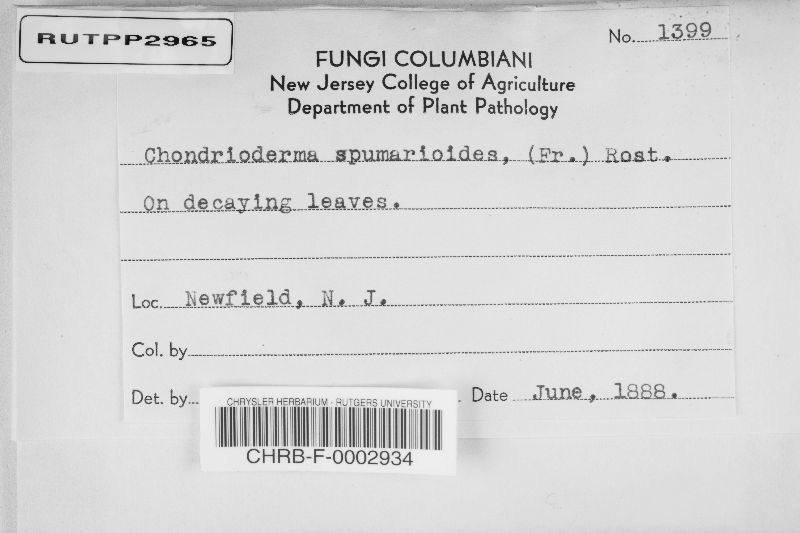 RUTPP2965
No. 1399
FUNGI COLUMBIANI
New Jersey College of Agriculture
Department of Plant Pathology
Chondrioderma spumarioides, (Fr.) Rost.
On decaying leaves.
Loc. Newfield, N. J.
Col. by
Det. by
Date June, 1888.
CHRYSLER HERBARIUM - RUTGERS UNIVERSITY
CHRB-F-0002934